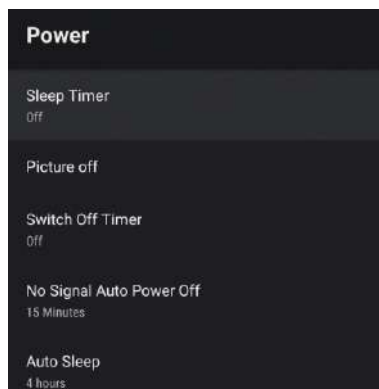 Power
Sleep Timer
Off
Picture off
Switch Off Timer
Off
No Signal Auto Power Off
15 Minutes
Auto Sleep
4 hours